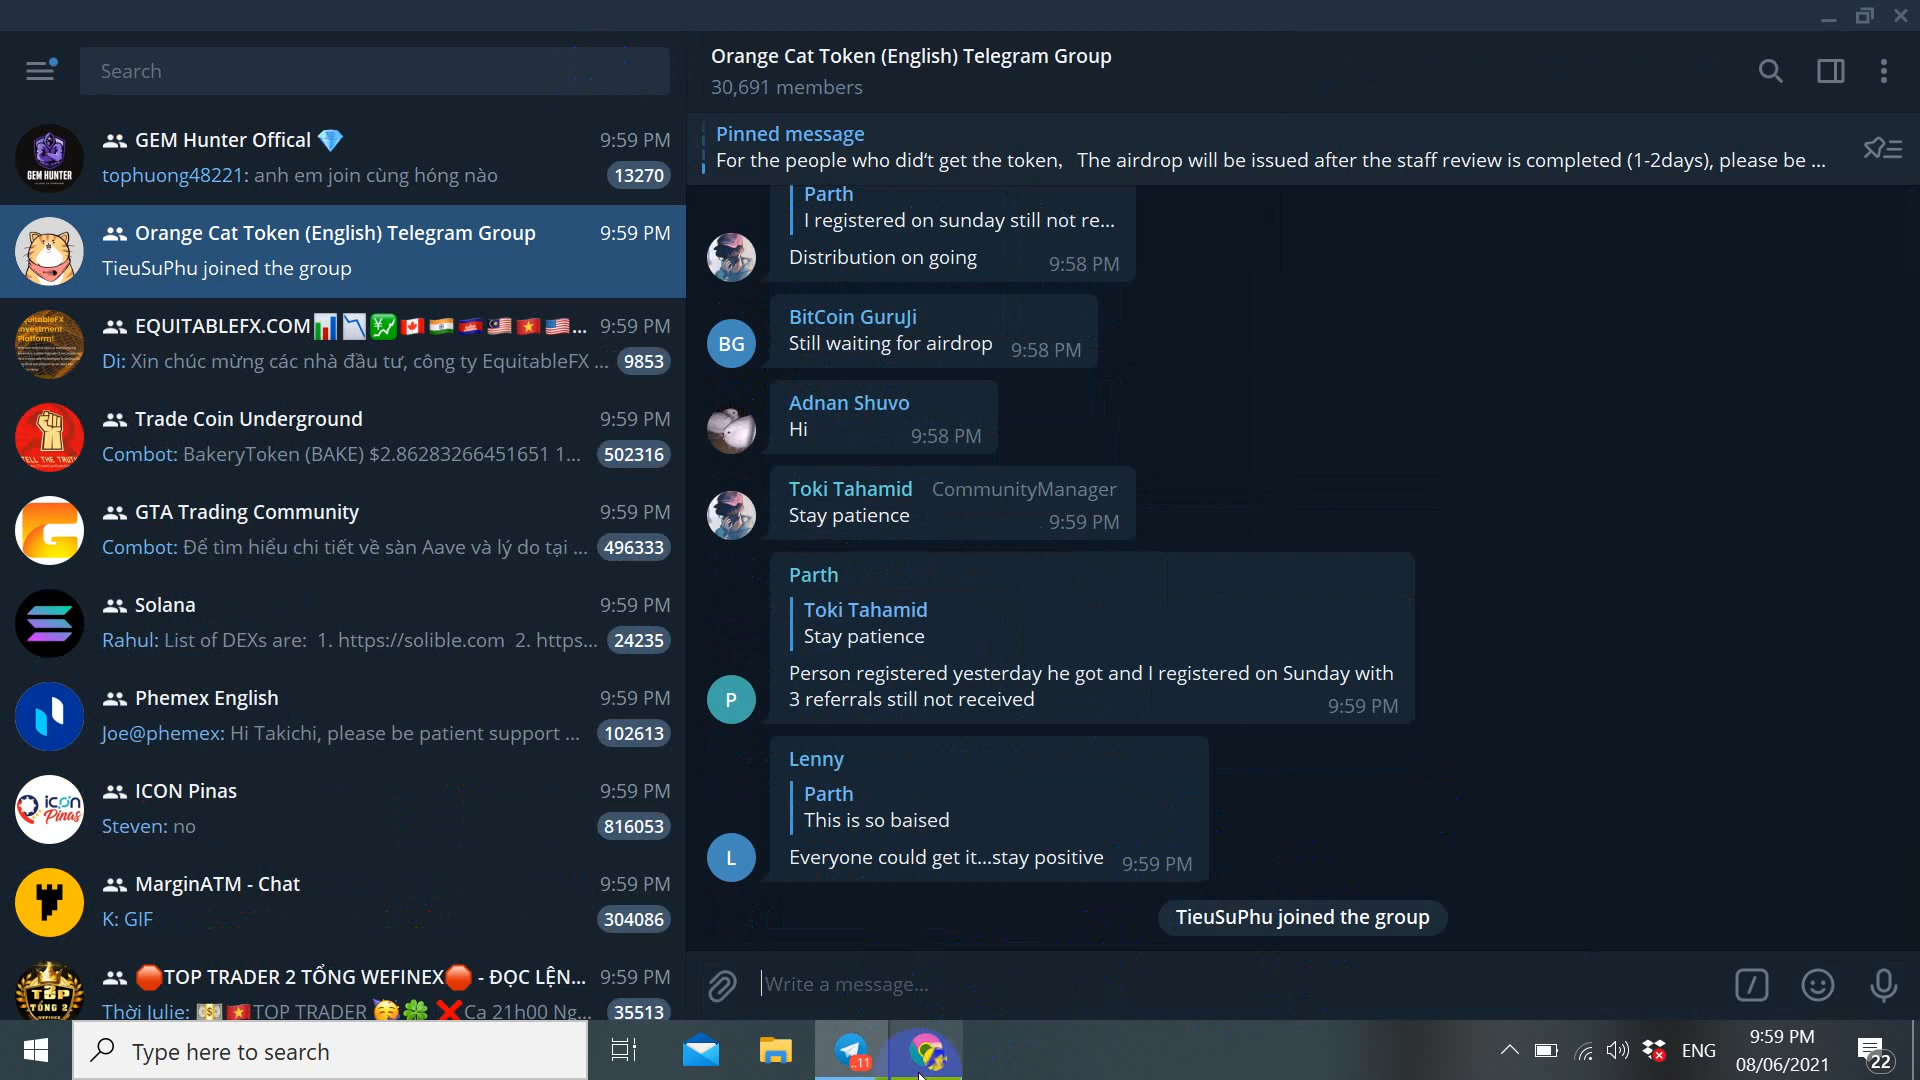 Search
GEM Hunter Offical 💎
9:59 PM
tophuong48221: anh em join cùng hóng nào
13270
Orange Cat Token (English) Telegram Group
9:59 PM
TieuSuPhu joined the group
EQUITABLEFX.COM📊📉💹🇨🇦🇮🇳🇰🇭🇲🇾🇻🇳🇺🇸...
9:59 PM
Di: Xin chúc mừng các nhà đầu tư, công ty EquitableFX ...
9853
Trade Coin Underground
9:59 PM
Combot: BakeryToken (BAKE) $2.86283266451651 1...
502316
GTA Trading Community
9:59 PM
Combot: Để tìm hiểu chi tiết về sàn Aave và lý do tại ...
496333
Solana
9:59 PM
Rahul: List of DEXs are: 1. https://solible.com 2. https...
24235
Phemex English
9:59 PM
Joe@phemex: Hi Takichi, please be patient support ...
102613
ICON Pinas
9:59 PM
Steven: no
816053
MarginATM - Chat
9:59 PM
K: GIF
304086
🛑TOP TRADER 2 TỔNG WEFINEX🛑 - ĐỌC LỆN...
9:59 PM
Thời Julie: 💵🇻🇳TOP TRADER 🥳🍀 ❌Ca 21h00 Ng...
35513
Orange Cat Token (English) Telegram Group
30,691 members
Pinned message
For the people who did't get the token, The airdrop will be issued after the staff review is completed (1-2days), please be ...
Parth
I registered on sunday still not re...
Distribution on going
9:58 PM
BG
BitCoin GuruJi
Still waiting for airdrop
9:58 PM
Adnan Shuvo
Hi
9:58 PM
Toki Tahamid CommunityManager
Stay patience
9:59 PM
Parth
Toki Tahamid
Stay patience
Person registered yesterday he got and I registered on Sunday with
3 referrals still not received
9:59 PM
P
Lenny
Parth
This is so baised
Everyone could get it...stay positive
9:59 PM
L
TieuSuPhu joined the group
Write a message...
Type here to search
..11
ENG
9:59 PM
08/06/2021
22
GEM HUNTER
icon
Pinas